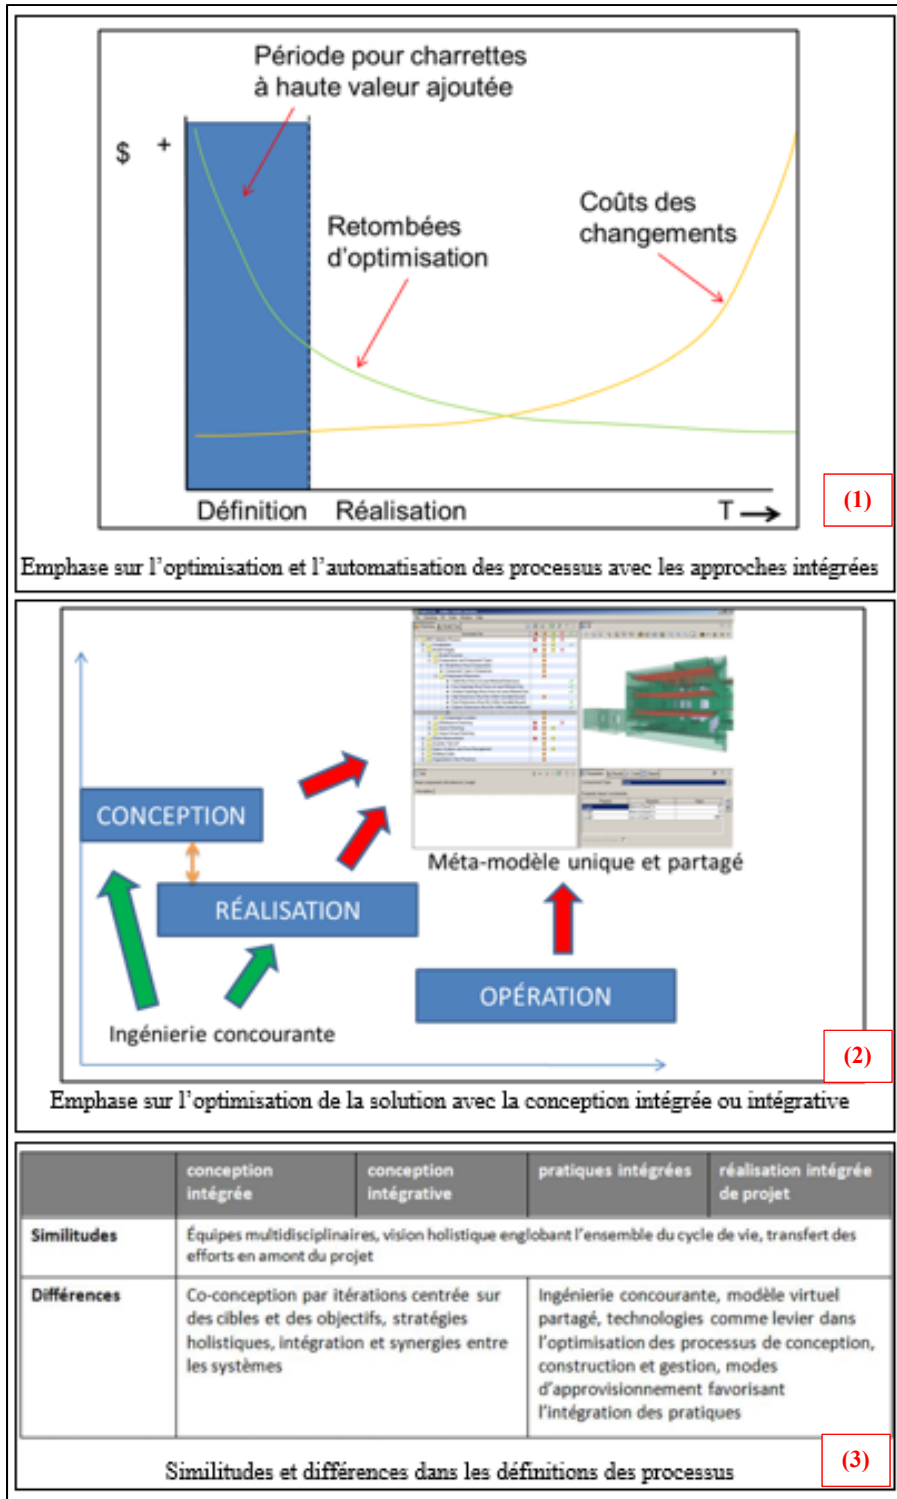 Période pour charrettes
à haute valeur ajoutée
$ +
Retombées
d'optimisation
Coûts des
changements
Définition Réalisation T
(1)
Emphase sur l'optimisation et l'automatisation des processus avec les approches intégrées
CONCEPTION
Méta-modèle unique et partagé
RÉALISATION
OPÉRATION
Ingénierie concourante
(2)
Emphase sur l'optimisation de la solution avec la conception intégrée ou intégrative
conception intégrée
conception intégrative
pratiques intégrées
réalisation intégrée de projet
Similitudes
Équipes multidisciplinaires, vision holistique englobant l'ensemble du cycle de vie, transfert des
efforts en amont du projet
Différences
Co-conception par itérations centrée sur
des cibles et des objectifs, stratégies
holistiques, intégration et synergies entre
les systèmes
Ingénierie concourante, modèle virtuel
partagé, technologies comme levier dans
l'optimisation des processus de conception,
construction et gestion, modes
d'approvisionnement favorisant
l'intégration des pratiques
(3)
Similitudes et différences dans les définitions des processus